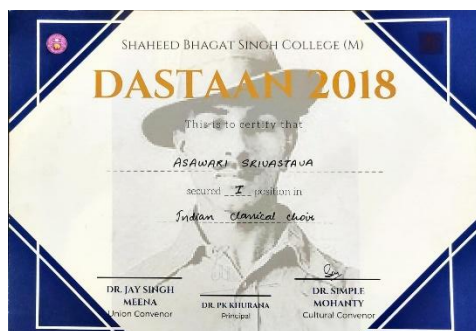 SHAHEED BHAGAT SINGH COLLEGE (M)
DASTAAN 2018
This is to certify that
ASAWARI SRIVASTAVA
secured I position in
Indian classical choir
DR. JAY SINGH MEENA
Union Convenor
DR. PK KHURANA
Principal
DR. SIMPLE MOHANTY
Cultural Convenor